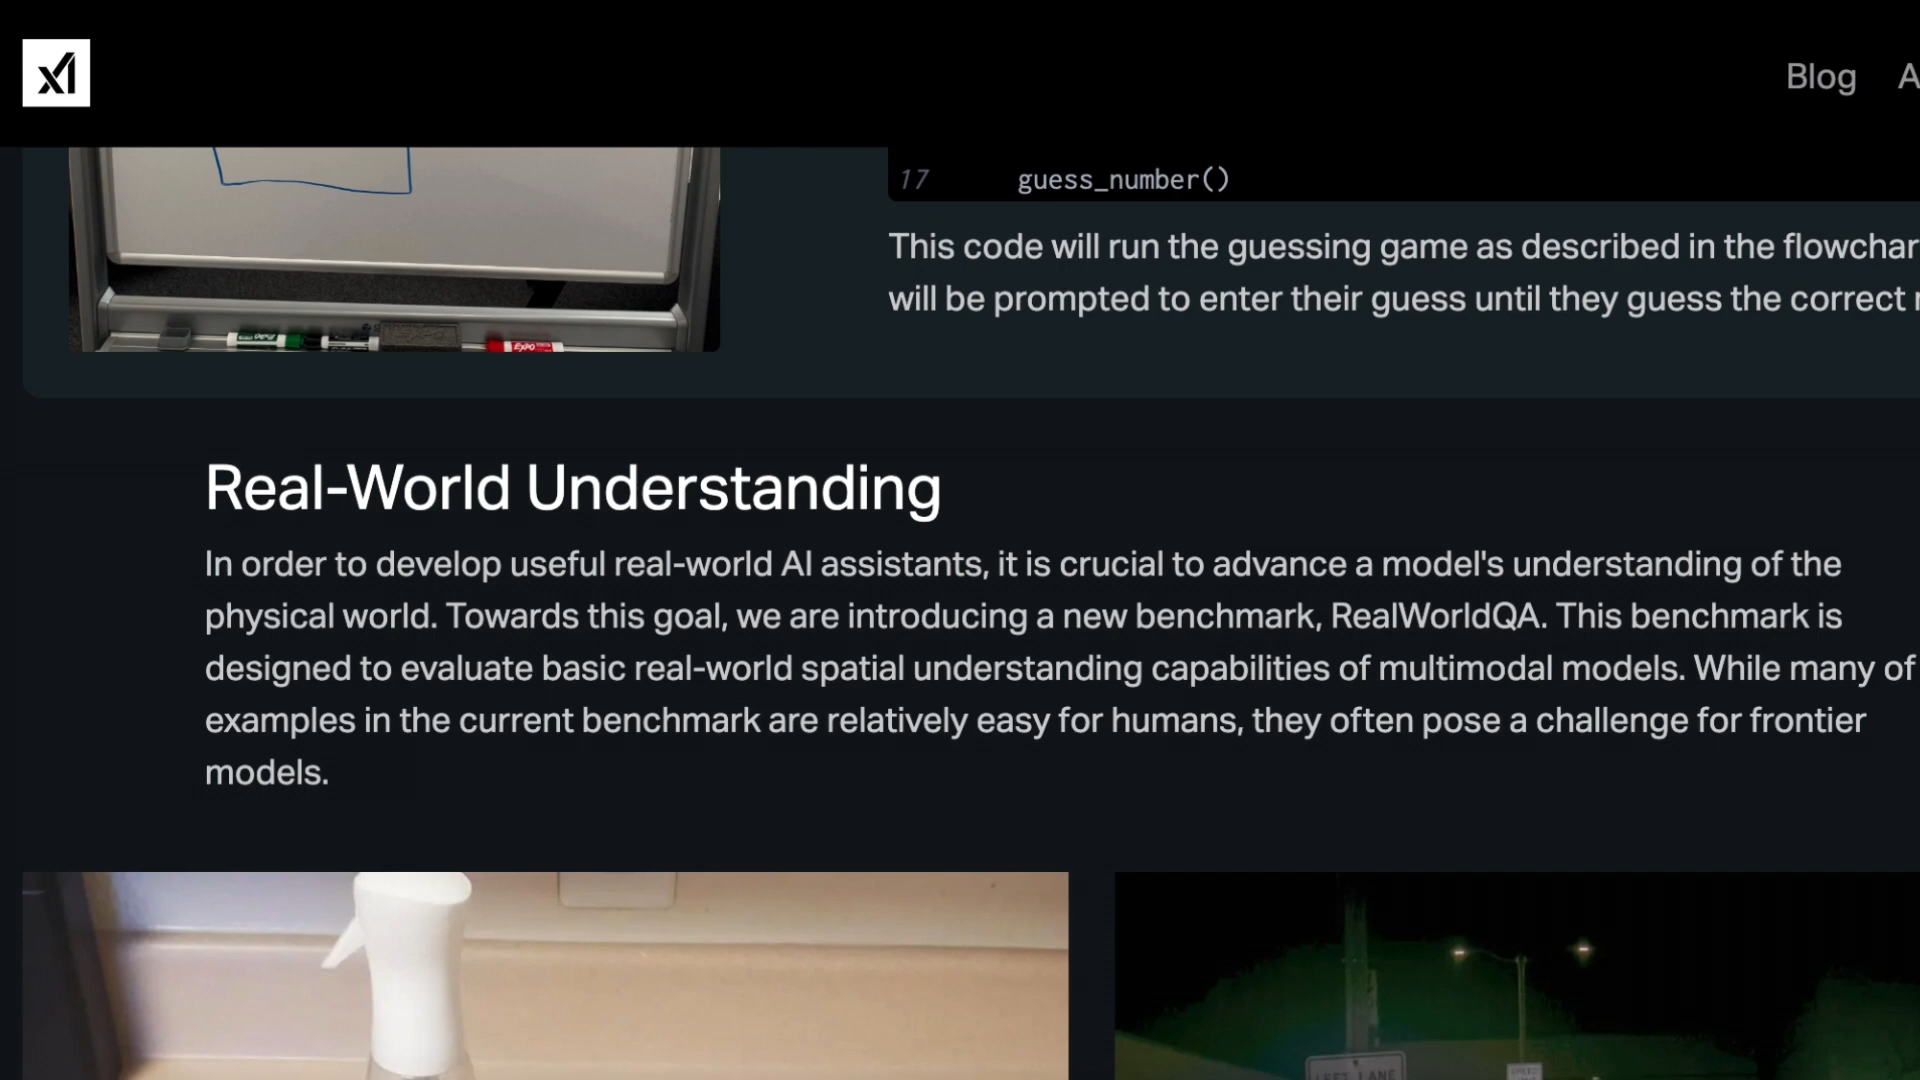 xI
Blog
17 guess_number()
This code will run the guessing game as described in the
will be prompted to enter their guess until they guess the correct
EXPO
Real-World Understanding
In order to develop useful real-world AI assistants, it is crucial to advance a model's understanding of the
physical world. Towards this goal, we are introducing a new benchmark, RealWorldQA. This benchmark is
designed to evaluate basic real-world spatial understanding capabilities of multimodal models. While many of
examples in the current benchmark are relatively easy for humans, they often pose a challenge for frontier
models.
LEFT LANE